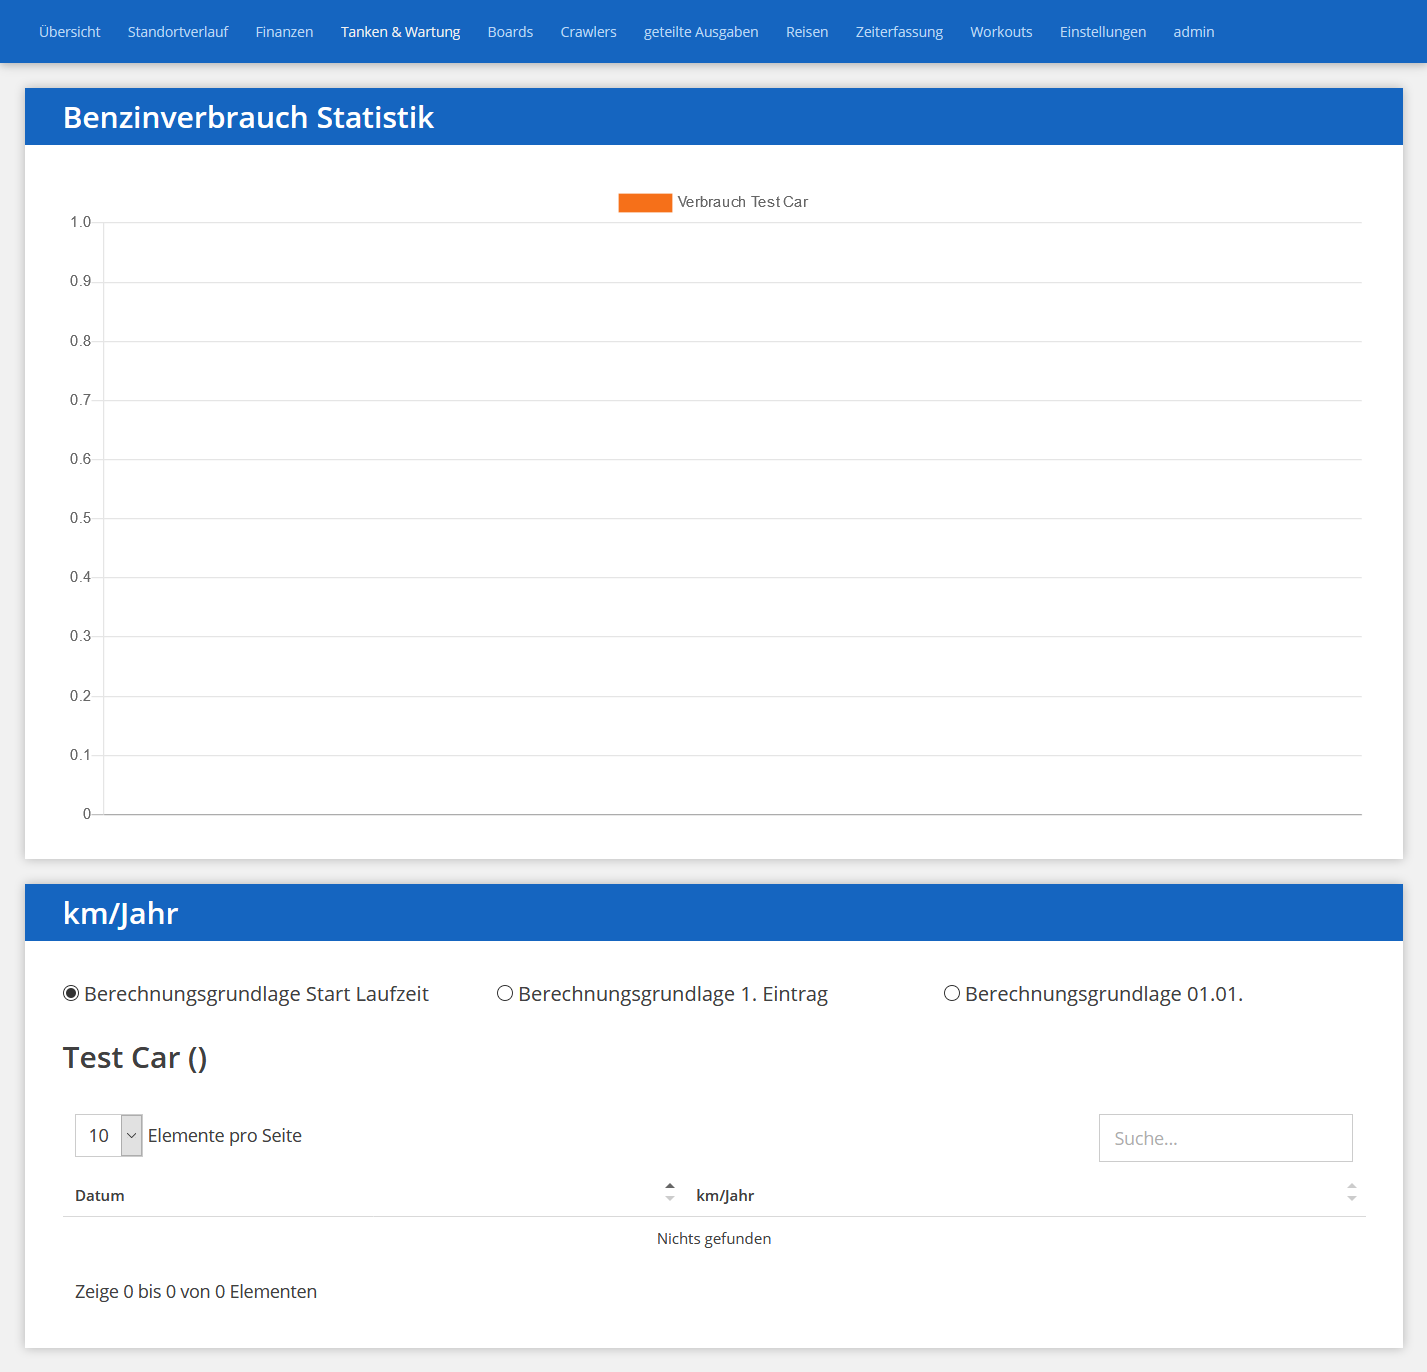 Übersicht Standortverlauf Finanzen Tanken & Wartung Boards Crawlers geteilte Ausgaben Reisen Zeiterfassung Workouts Einstellungen admin
Benzinverbrauch Statistik
Verbrauch Test Car
1.0
0.9
0.8
0.7
0.6
0.5
0.4
0.3
0.2
0.1
0
km/Jahr
Berechnungsgrundlage Start Laufzeit Berechnungsgrundlage 1. Eintrag Berechnungsgrundlage 01.01.
Test Car ()
10 Elemente pro Seite Suche...
Datum km/Jahr
Nichts gefunden
Zeige 0 bis 0 von 0 Elementen